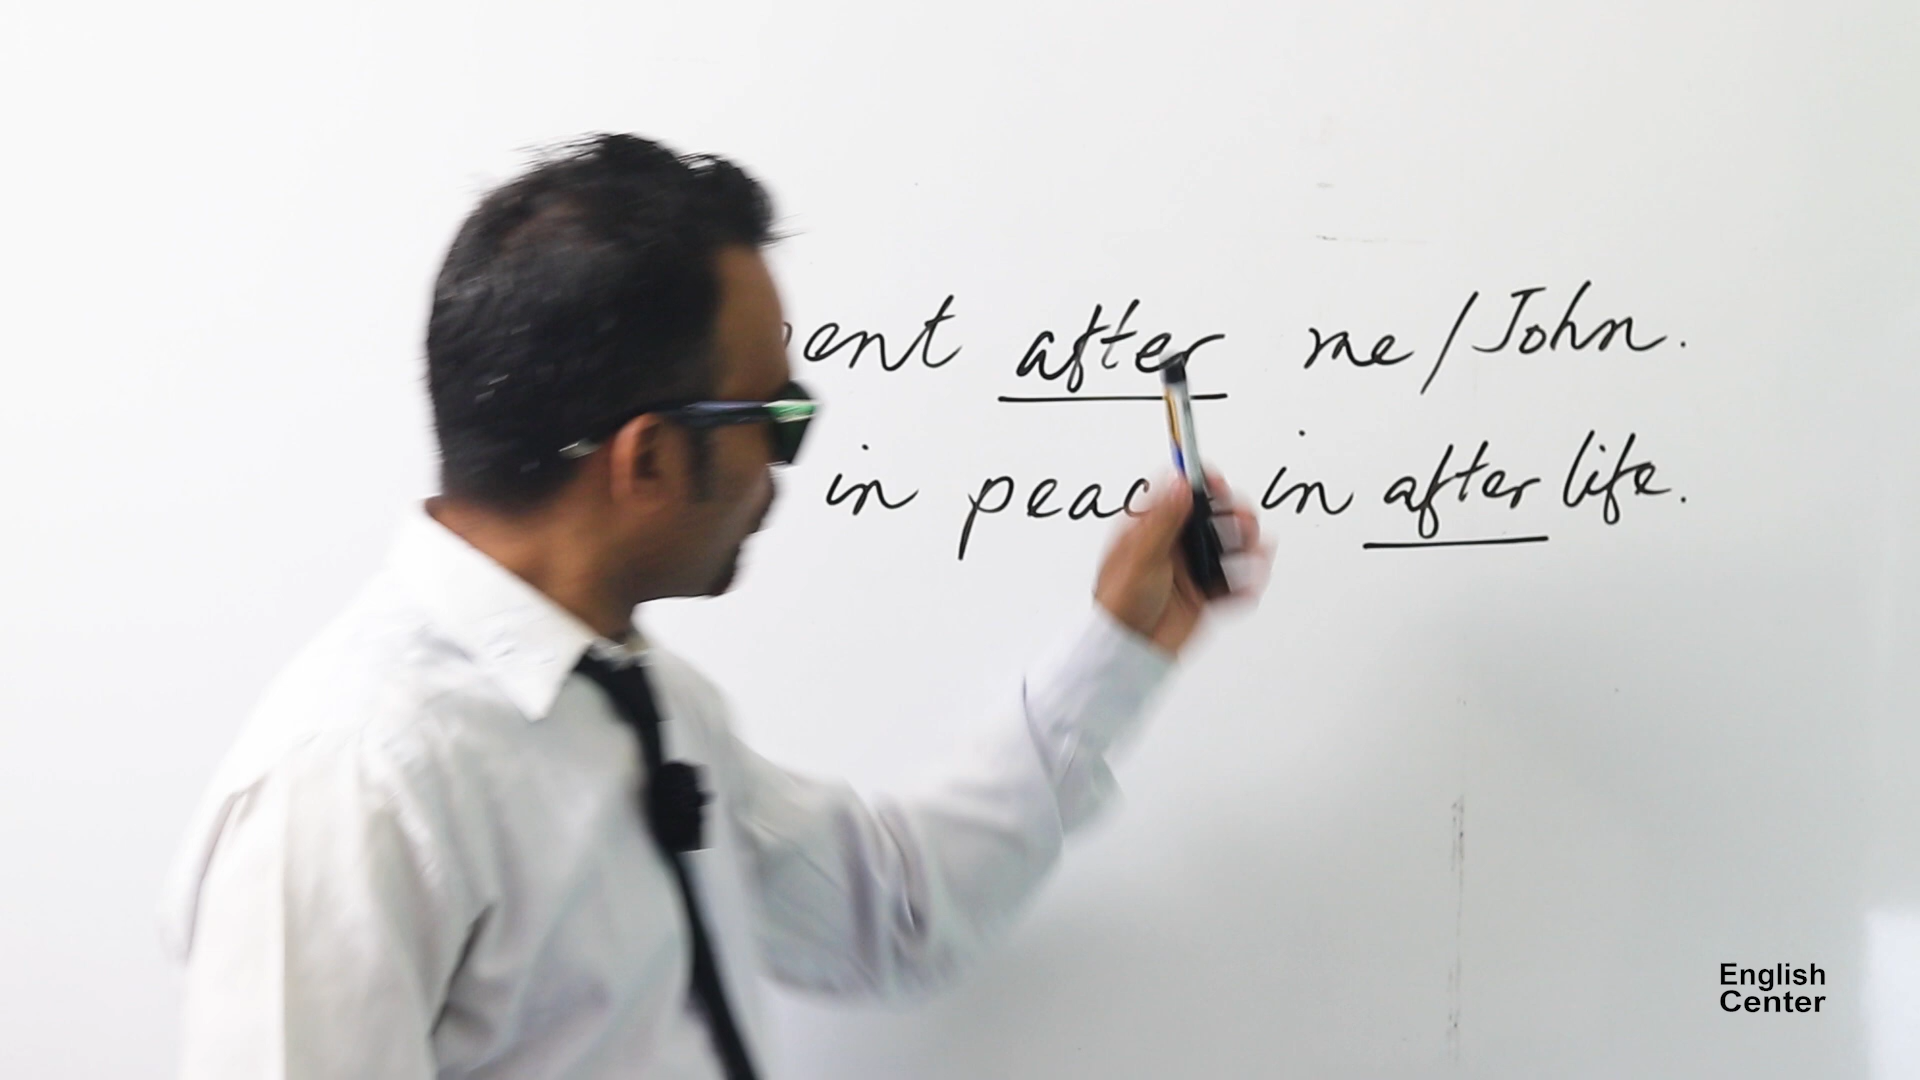 after me / John.
in in after life.
English
Center